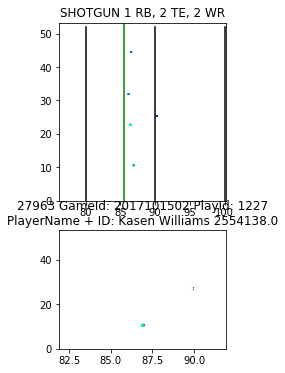 SHOTGUN 1 RB, 2 TE, 2 WR
50
40
30
20
10
0
80 85 90 95 100
27963 GameId: 2017101502 PlayId: 1227
PlayerName + ID: Kasen Williams 2554138.0
40
20
0
82.5 85.0 87.5 90.0